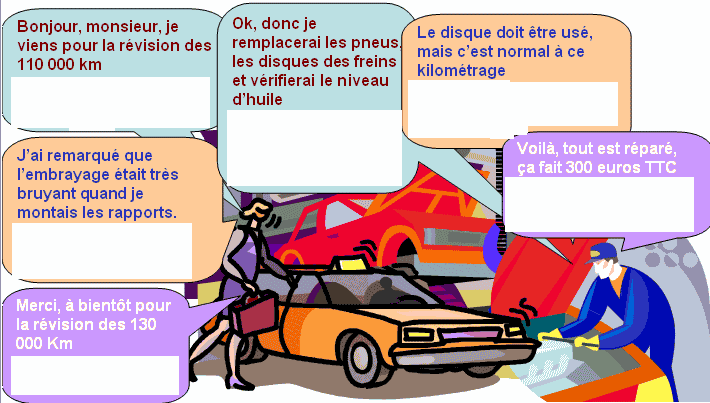 Bonjour, monsieur, je
viens pour la révision des
110 000 km
Ok, donc je
remplacerai les pneus,
les disques des freins
et vérifierai le niveau
d'huile
Le disque doit être usé,
mais c'est normal à ce
kilométrage
J'ai remarqué que
l'embrayage était très
bruyant quand je
montais les rapports.
Voilà, tout est réparé,
ça fait 300 euros TTC
Merci, à bientôt pour
la révision des 130
000 Km